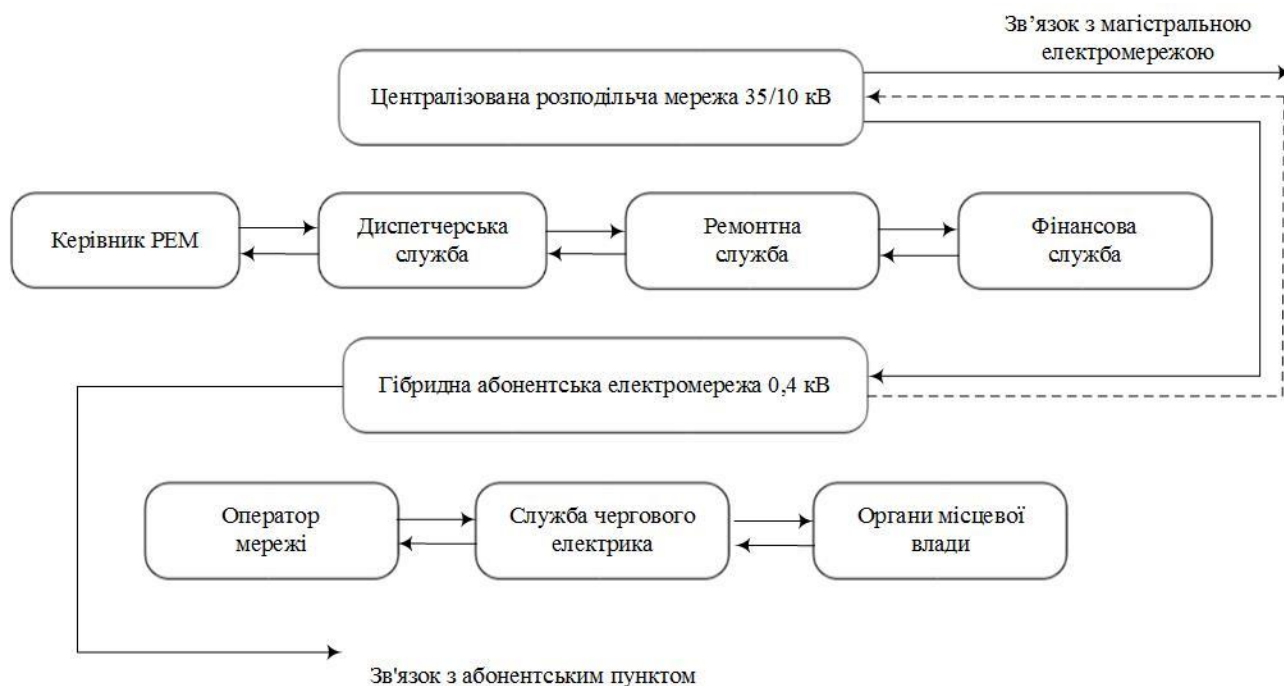 Зв’язок з магістральною
електромережою
Централізована розподільча мережа 35/10 кВ
Керівник РЕМ
Диспетчерська
служба
Ремонтна
служба
Фінансова
служба
Гібридна абонентська електромережа 0,4 кВ
Оператор
мережі
Служба чергового
електрика
Органи місцевої
влади
Зв'язок з абонентським пунктом